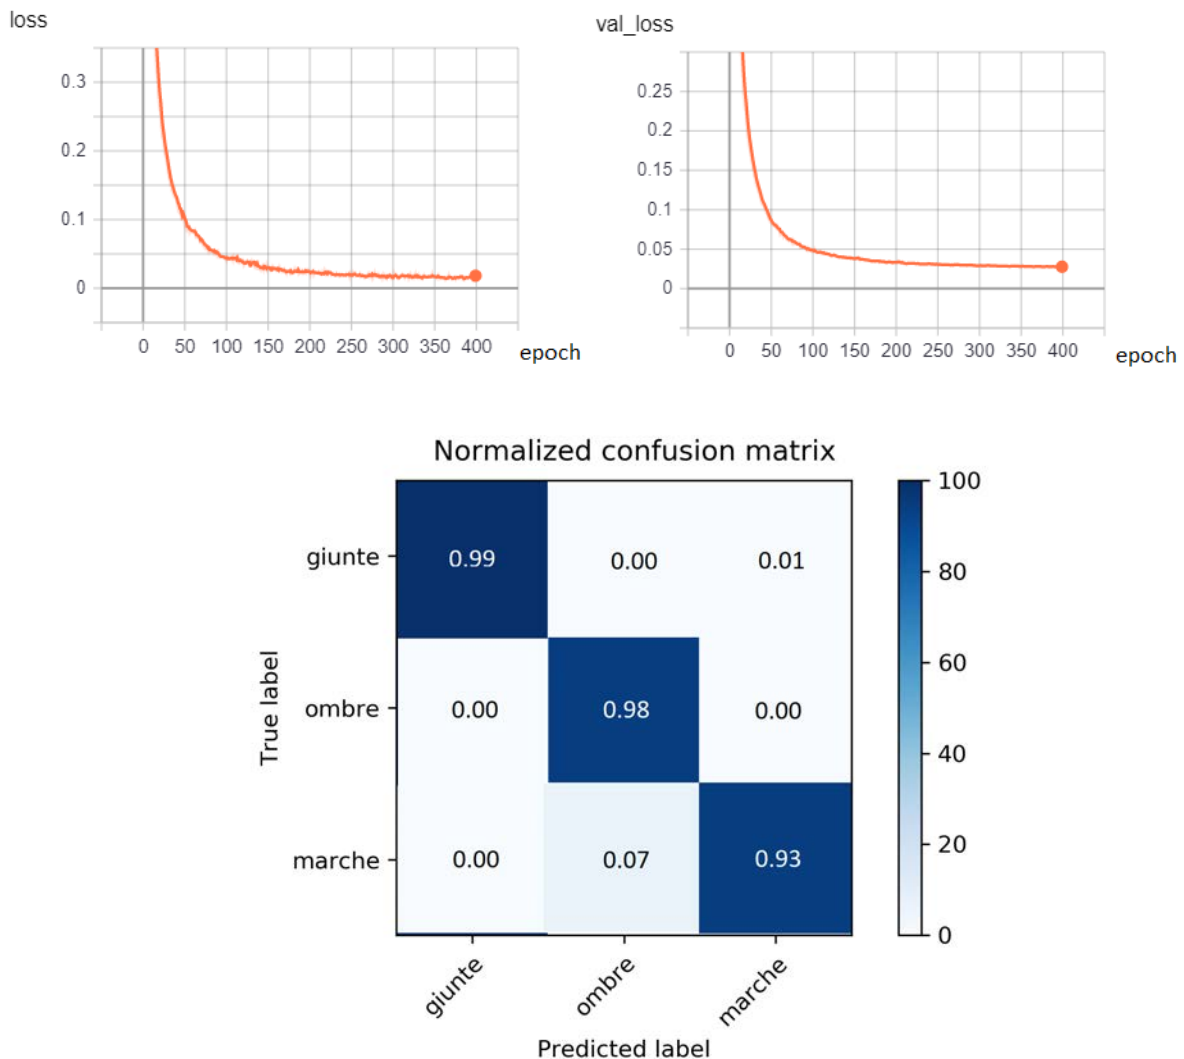 loss
0.3
0.2
0.1
0
0 50 100 150 200 250 300 350 400
epoch
val_loss
0.25
0.2
0.15
0.1
0.05
0
0 50 100 150 200 250 300 350 400
epoch
Normalized confusion matrix
True label
giunte 0.99 0.00 0.01
ombre 0.00 0.98 0.00
marche 0.00 0.07 0.93
giunte ombre marche
Predicted label
100
80
60
40
20
0